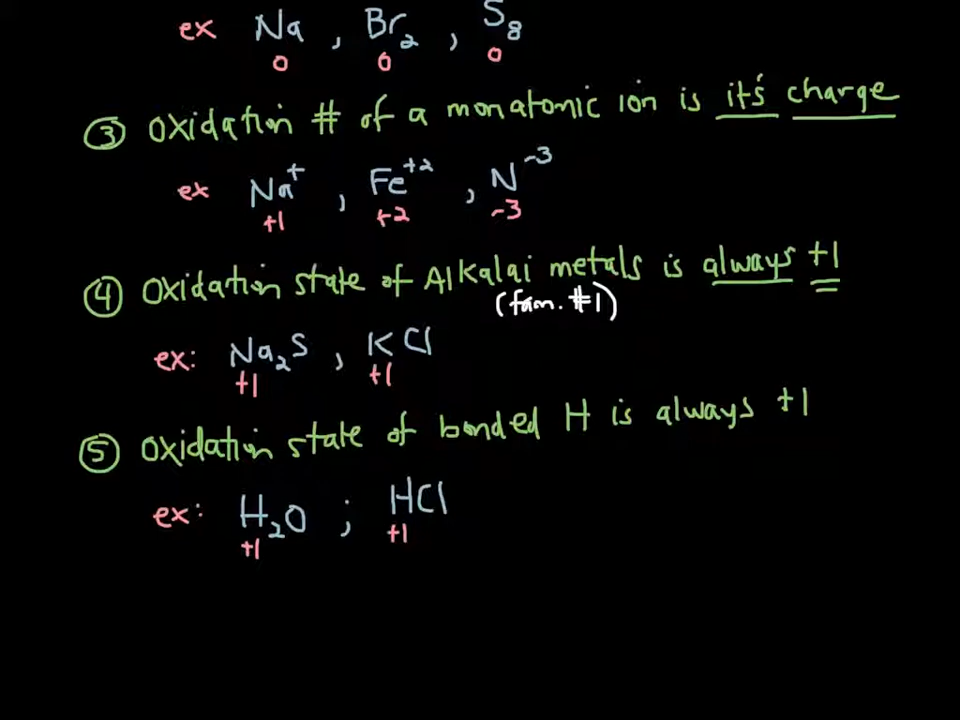 ex Na , Br2 , S8
0 0 0
③ Oxidation # of a monatomic ion is it's charge
ex Na+ , Fe+2 , N-3
+1 +2 -3
④ Oxidation state of Alkalai metals is always +1
(fam. #1)
ex: Na2S , KCl
+1 +1
⑤ Oxidation state of bonded H is always +1
ex: H2O ; HCl
+1 +1